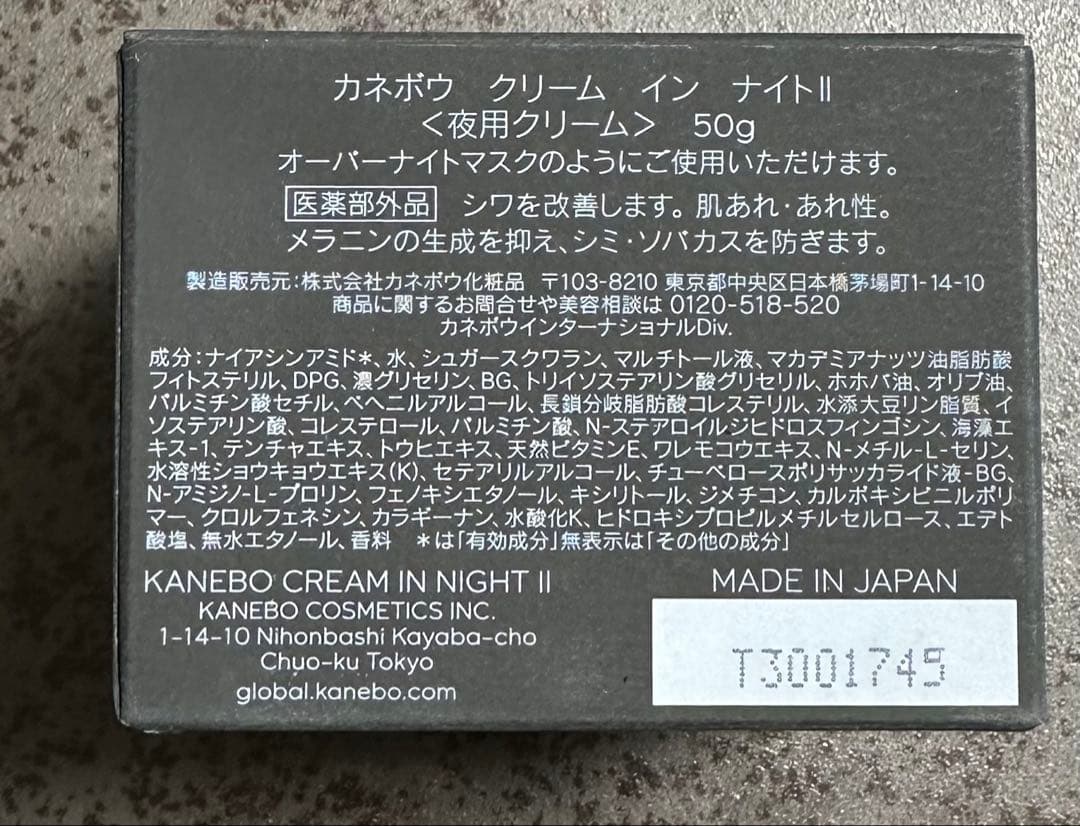 カネボウ クリーム イン ナイトⅡ
＜夜用クリーム＞ 50g
オーバーナイトマスクのようにご使用いただけます。
医薬部外品 シワを改善します。肌あれ・あれ性。
メラニンの生成を抑え、シミ・ソバカスを防ぎます。
製造販売元：株式会社カネボウ化粧品 〒103-8210 東京都中央区日本橋茅場町1-14-10
商品に関するお問合せや美容相談は 0120-518-520
カネボウインターナショナルDiv.
成分：ナイアシンアミド＊、水、シュガースクワラン、マルチトール液、マカデミアナッツ油脂肪酸
フィトステリル、DPG、濃グリセリン、BG、トリイソステアリン酸グリセリル、ホホバ油、オリブ油、
パルミチン酸セチル、ベヘニルアルコール、長鎖分岐脂肪酸コレステリル、水添大豆リン脂質、イ
ソステアリン酸、コレステロール、パルミチン酸、N-ステアロイルジヒドロスフィンゴシン、海藻エ
キス-1、テンチャエキス、トウヒエキス、天然ビタミンE、ワレモコウエキス、N-メチル-L-セリン、
水溶性ショウキョウエキス(K)、セテアリルアルコール、チューベロースポリサッカライド液-BG、
N-アミジノ-L-プロリン、フェノキシエタノール、キシリトール、ジメチコン、カルボキシビニルポリ
マー、クロルフェネシン、カラギーナン、水酸化K、ヒドロキシプロピルメチルセルロース、エデト
酸塩、無水エタノール、香料 ＊は「有効成分」無表示は「その他の成分」
KANEBO CREAM IN NIGHT Ⅱ
KANEBO COSMETICS INC.
1-14-10 Nihonbashi Kayaba-cho
Chuo-ku Tokyo
global.kanebo.com
MADE IN JAPAN
T3001749